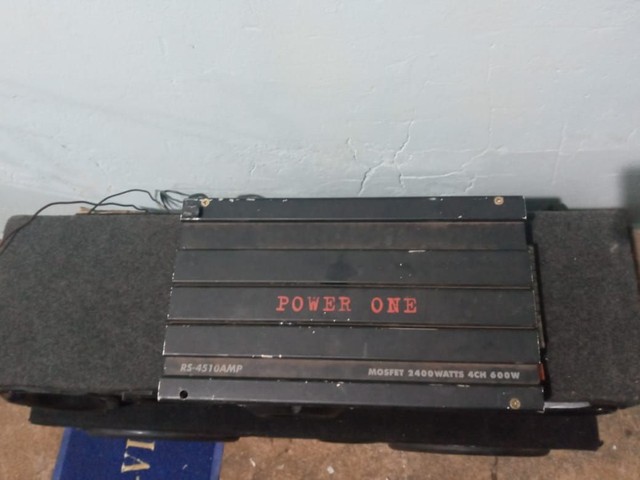 POWER ONE
RS-4510AMP
MOSFET 2400WATTS 4CH 600W